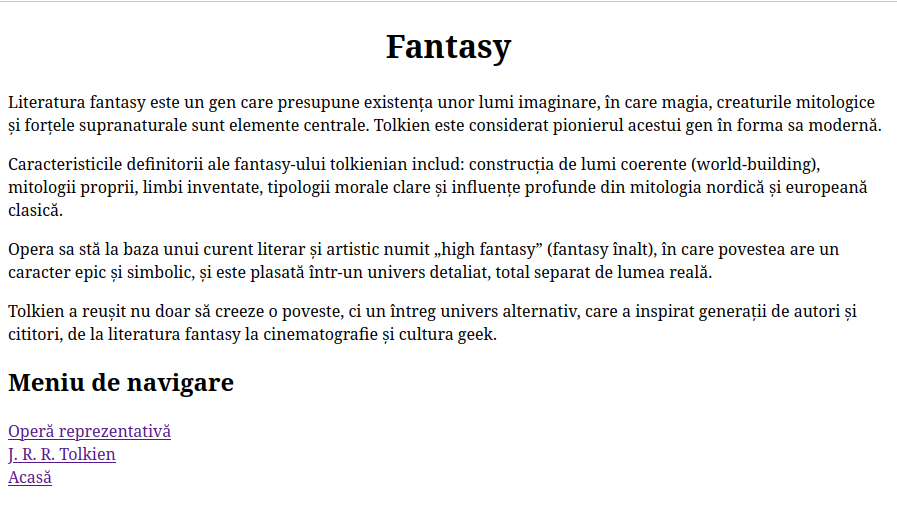 Fantasy
Literatura fantasy este un gen care presupune existența unor lumi imaginare, în care magia, creaturile mitologice
și forțele supranaturale sunt elemente centrale. Tolkien este considerat pionierul acestui gen în forma sa modernă.
Caracteristicile definitorii ale fantasy-ului tolkienian includ: construcția de lumi coerente (world-building),
mitologii proprii, limbi inventate, tipologii morale clare și influențe profunde din mitologia nordică și europeană
clasică.
Opera sa stă la baza unui curent literar și artistic numit „high fantasy” (fantasy înalt), în care povestea are un
caracter epic și simbolic, și este plasată într-un univers detaliat, total separat de lumea reală.
Tolkien a reușit nu doar să creeze o poveste, ci un întreg univers alternativ, care a inspirat generații de autori și
cititori, de la literatura fantasy la cinematografie și cultura geek.
Meniu de navigare
Operă reprezentativă
J. R. R. Tolkien
Acasă